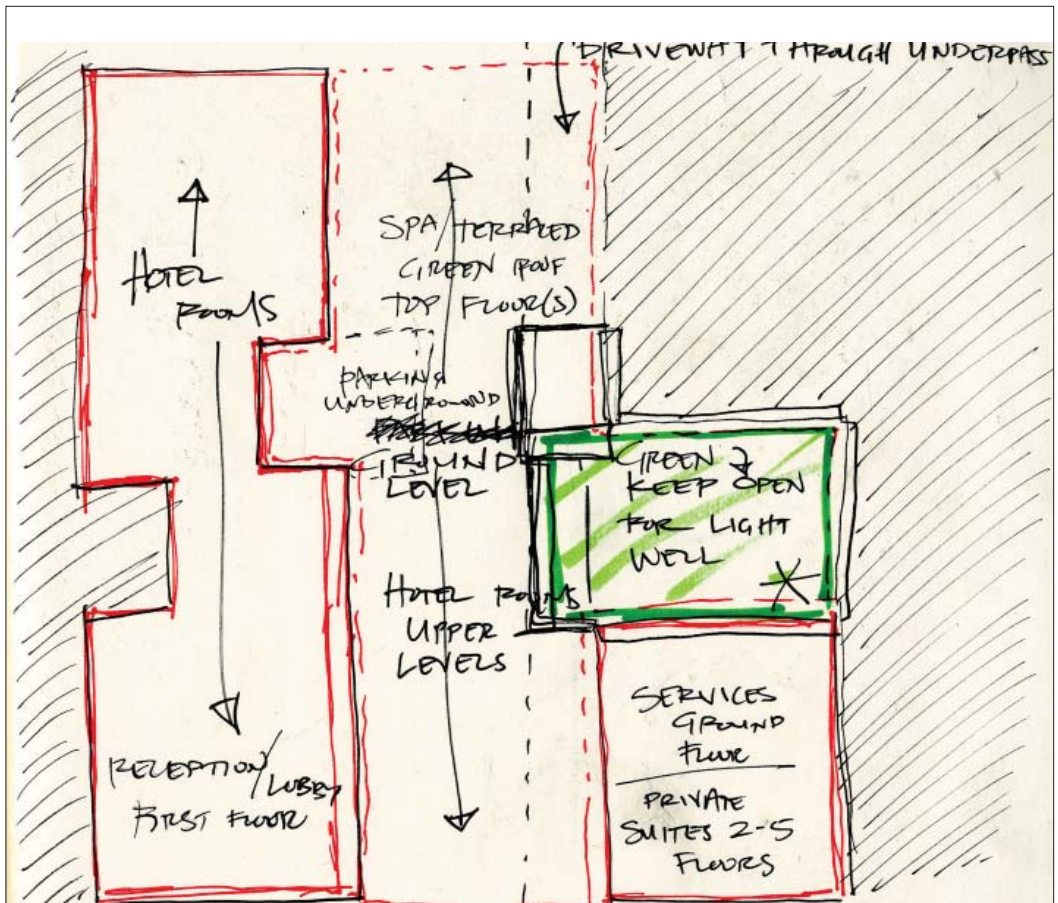 DRIVEWAY THROUGH UNDERPASS
HOTEL
ROOMS
SPA/TERRACED
GREEN ROOF
TOP FLOOR(S)
PARKING
UNDERGROUND
GROUND
LEVEL
GREEN
KEEP OPEN
FOR LIGHT
WELL
HOTEL ROOMS
UPPER
LEVELS
RECEPTION/LOBBY
FIRST FLOOR
SERVICES
GROUND
FLOOR
PRIVATE
SUITES 2-5
FLOORS